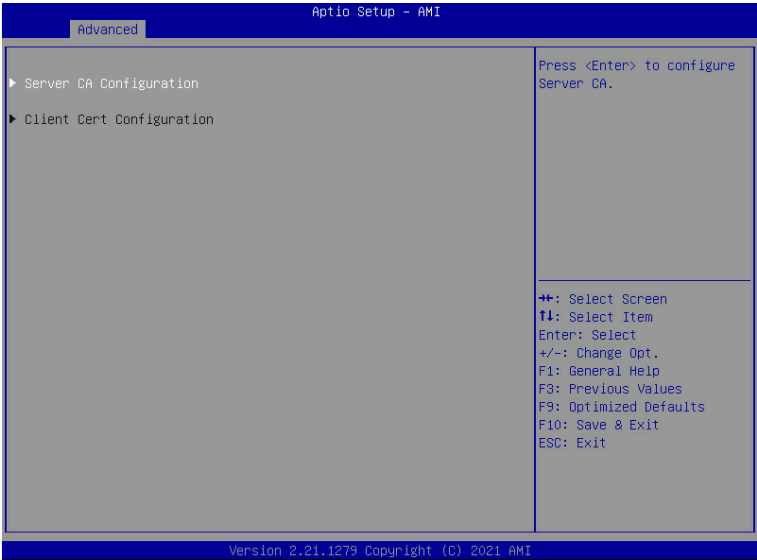 Aptio Setup – AMI
Advanced
▶ Server CA Configuration
▶ Client Cert Configuration
Press <Enter> to configure
Server CA.
→←: Select Screen
↑↓: Select Item
Enter: Select
+/-: Change Opt.
F1: General Help
F3: Previous Values
F9: Optimized Defaults
F10: Save & Exit
ESC: Exit
Version 2.21.1279 Copyright (C) 2021 AMI